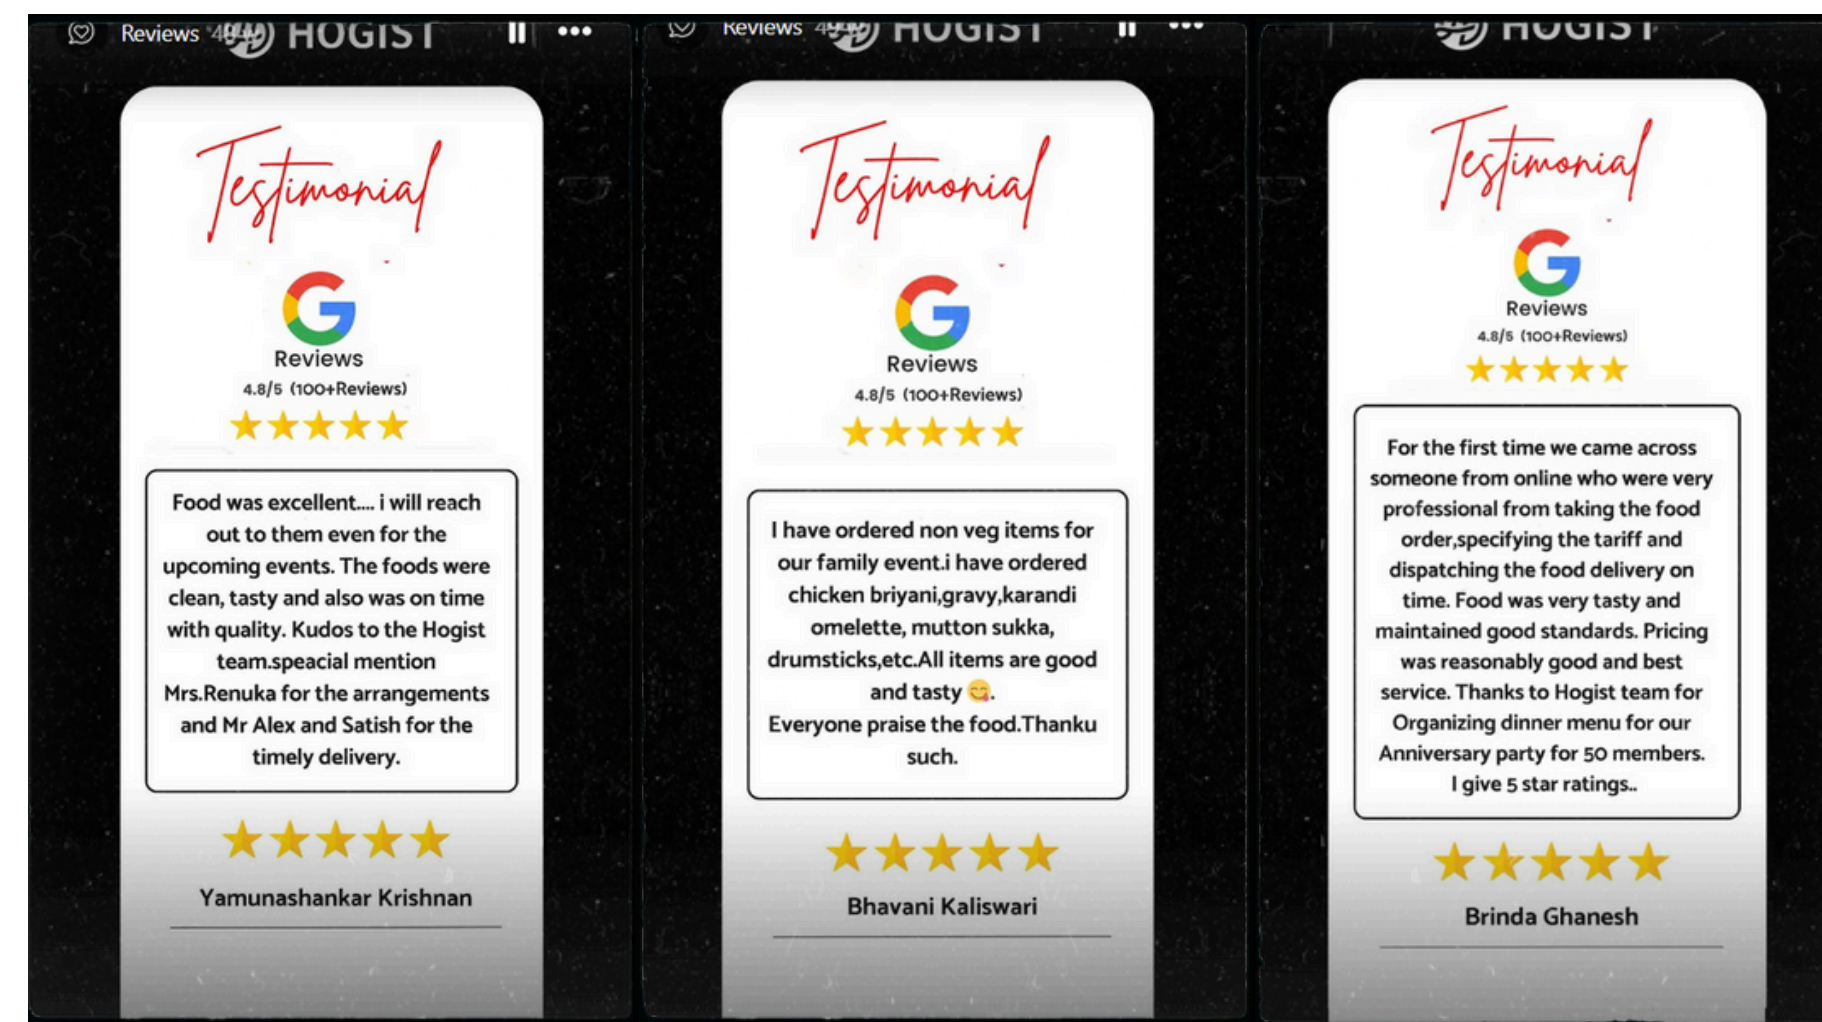 Reviews
HOGIST
Testimonial
G
Reviews
4.8/5 (100+Reviews)
Food was excellent.... i will reach
out to them even for the
upcoming events. The foods were
clean, tasty and also was on time
with quality. Kudos to the Hogist
team.speacial mention
Mrs.Renuka for the arrangements
and Mr Alex and Satish for the
timely delivery.
Yamunashankar Krishnan
Reviews
HOGIST
Testimonial
G
Reviews
4.8/5 (100+Reviews)
I have ordered non veg items for
our family event.i have ordered
chicken briyani,gravy,karandi
omelette, mutton sukka,
drumsticks,etc.All items are good
and tasty 😋.
Everyone praise the food.Thanku
such.
Bhavani Kaliswari
HOGIST
Testimonial
G
Reviews
4.8/5 (100+Reviews)
For the first time we came across
someone from online who were very
professional from taking the food
order,specifying the tariff and
dispatching the food delivery on
time. Food was very tasty and
maintained good standards. Pricing
was reasonably good and best
service. Thanks to Hogist team for
Organizing dinner menu for our
Anniversary party for 50 members.
I give 5 star ratings..
Brinda Ghanesh